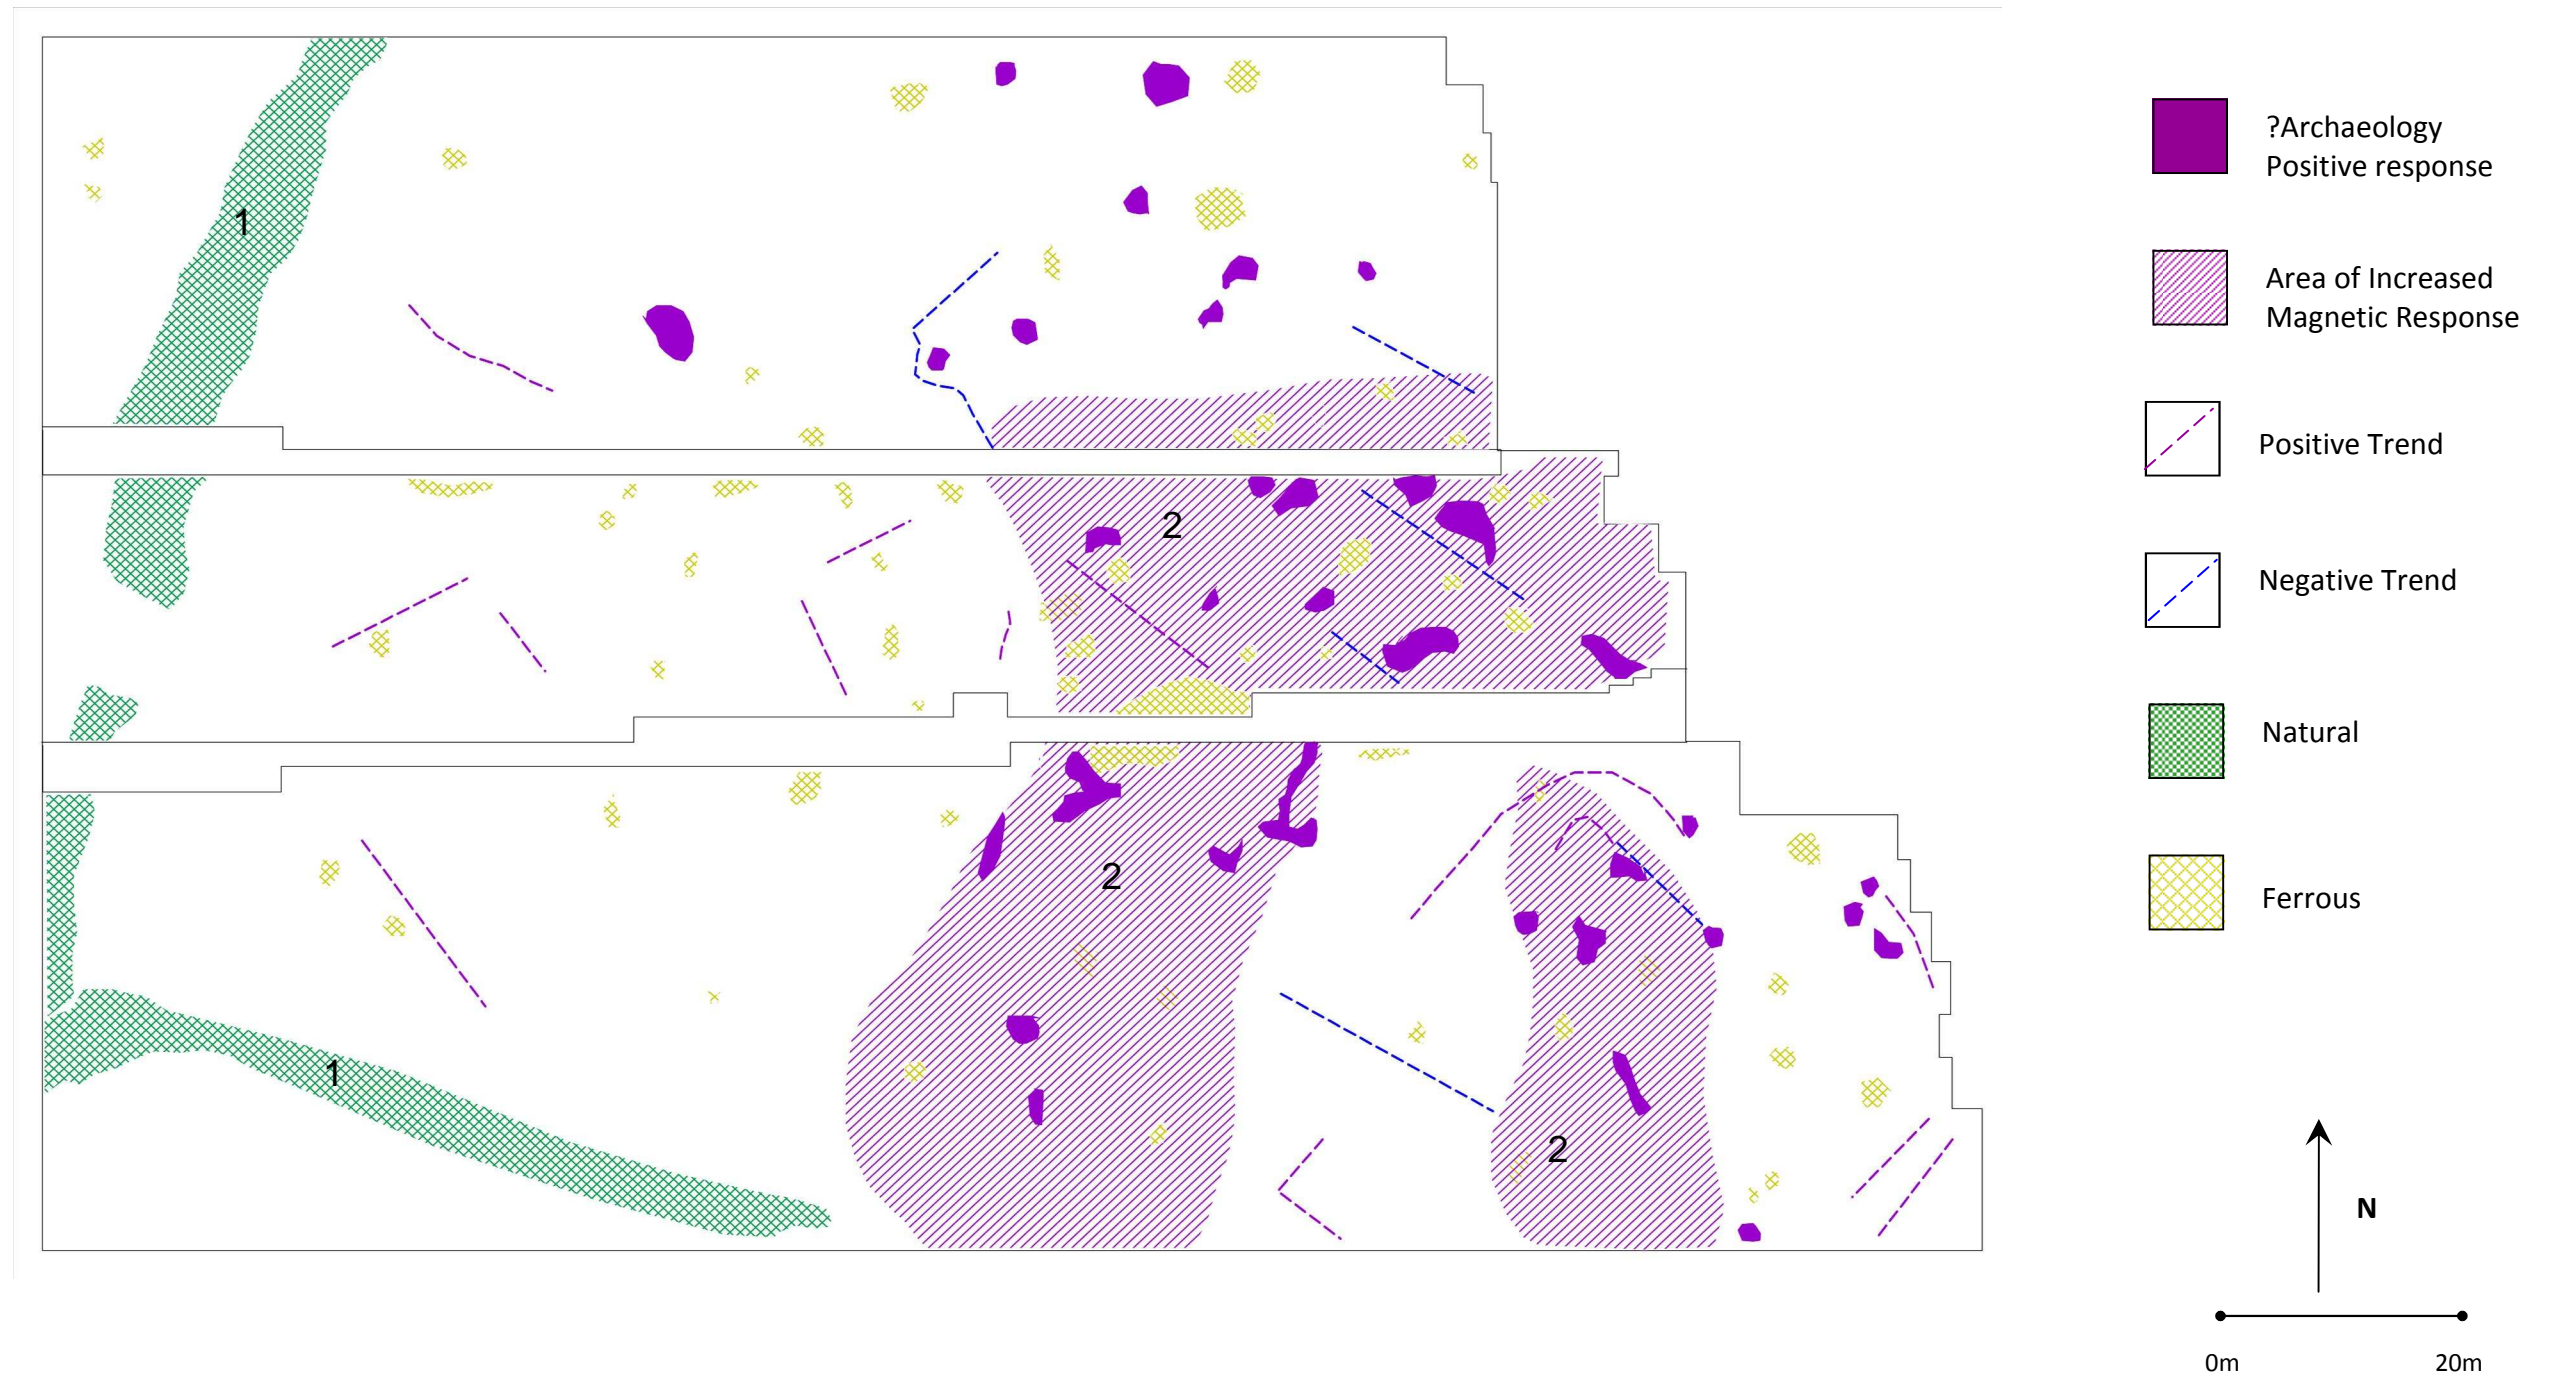 1
2
2
1
2
?Archaeology
Positive response
Area of Increased
Magnetic Response
Positive Trend
Negative Trend
Natural
Ferrous
N
0m 20m